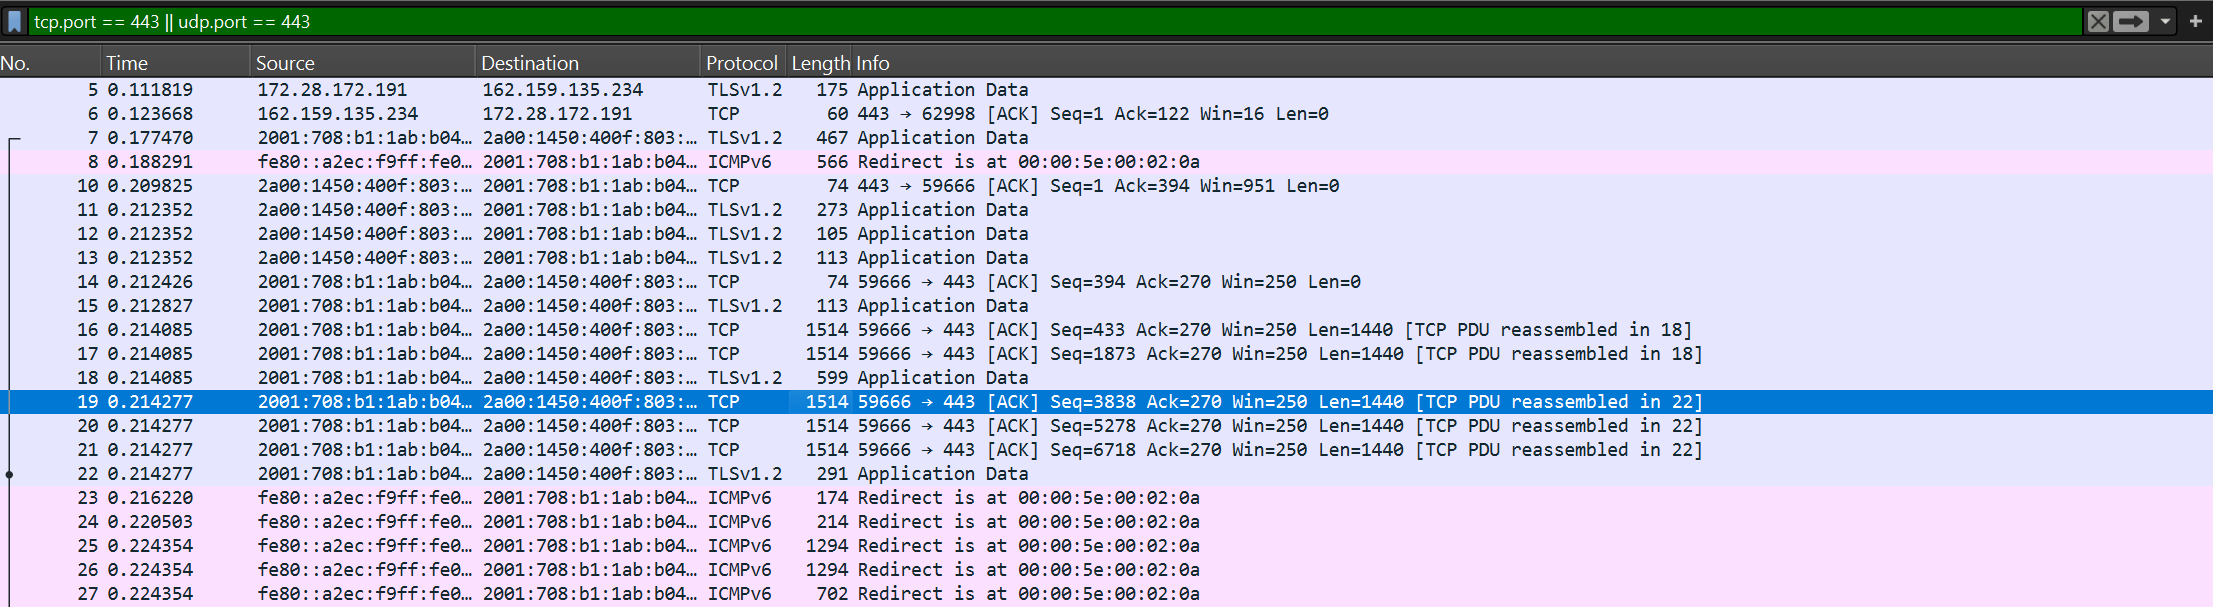 tcp.port == 443 || udp.port == 443
No. Time Source Destination Protocol Length Info
5 0.111819 172.28.172.191 162.159.135.234 TLSv1.2 175 Application Data
6 0.123668 162.159.135.234 172.28.172.191 TCP 60 443 → 62998 [ACK] Seq=1 Ack=122 Win=16 Len=0
7 0.177470 2001:708:b1:1ab:b04… 2a00:1450:400f:803:… TLSv1.2 467 Application Data
8 0.188291 fe80::a2ec:f9ff:fe0… 2001:708:b1:1ab:b04… ICMPv6 566 Redirect is at 00:00:5e:00:02:0a
10 0.209825 2a00:1450:400f:803:… 2001:708:b1:1ab:b04… TCP 74 443 → 59666 [ACK] Seq=1 Ack=394 Win=951 Len=0
11 0.212352 2a00:1450:400f:803:… 2001:708:b1:1ab:b04… TLSv1.2 273 Application Data
12 0.212352 2a00:1450:400f:803:… 2001:708:b1:1ab:b04… TLSv1.2 105 Application Data
13 0.212352 2a00:1450:400f:803:… 2001:708:b1:1ab:b04… TLSv1.2 113 Application Data
14 0.212426 2001:708:b1:1ab:b04… 2a00:1450:400f:803:… TCP 74 59666 → 443 [ACK] Seq=394 Ack=270 Win=250 Len=0
15 0.212827 2001:708:b1:1ab:b04… 2a00:1450:400f:803:… TLSv1.2 113 Application Data
16 0.214085 2001:708:b1:1ab:b04… 2a00:1450:400f:803:… TCP 1514 59666 → 443 [ACK] Seq=433 Ack=270 Win=250 Len=1440 [TCP PDU reassembled in 18]
17 0.214085 2001:708:b1:1ab:b04… 2a00:1450:400f:803:… TCP 1514 59666 → 443 [ACK] Seq=1873 Ack=270 Win=250 Len=1440 [TCP PDU reassembled in 18]
18 0.214085 2001:708:b1:1ab:b04… 2a00:1450:400f:803:… TLSv1.2 599 Application Data
19 0.214277 2001:708:b1:1ab:b04… 2a00:1450:400f:803:… TCP 1514 59666 → 443 [ACK] Seq=3838 Ack=270 Win=250 Len=1440 [TCP PDU reassembled in 22]
20 0.214277 2001:708:b1:1ab:b04… 2a00:1450:400f:803:… TCP 1514 59666 → 443 [ACK] Seq=5278 Ack=270 Win=250 Len=1440 [TCP PDU reassembled in 22]
21 0.214277 2001:708:b1:1ab:b04… 2a00:1450:400f:803:… TCP 1514 59666 → 443 [ACK] Seq=6718 Ack=270 Win=250 Len=1440 [TCP PDU reassembled in 22]
22 0.214277 2001:708:b1:1ab:b04… 2a00:1450:400f:803:… TLSv1.2 291 Application Data
23 0.216220 fe80::a2ec:f9ff:fe0… 2001:708:b1:1ab:b04… ICMPv6 174 Redirect is at 00:00:5e:00:02:0a
24 0.220503 fe80::a2ec:f9ff:fe0… 2001:708:b1:1ab:b04… ICMPv6 214 Redirect is at 00:00:5e:00:02:0a
25 0.224354 fe80::a2ec:f9ff:fe0… 2001:708:b1:1ab:b04… ICMPv6 1294 Redirect is at 00:00:5e:00:02:0a
26 0.224354 fe80::a2ec:f9ff:fe0… 2001:708:b1:1ab:b04… ICMPv6 1294 Redirect is at 00:00:5e:00:02:0a
27 0.224354 fe80::a2ec:f9ff:fe0… 2001:708:b1:1ab:b04… ICMPv6 702 Redirect is at 00:00:5e:00:02:0a